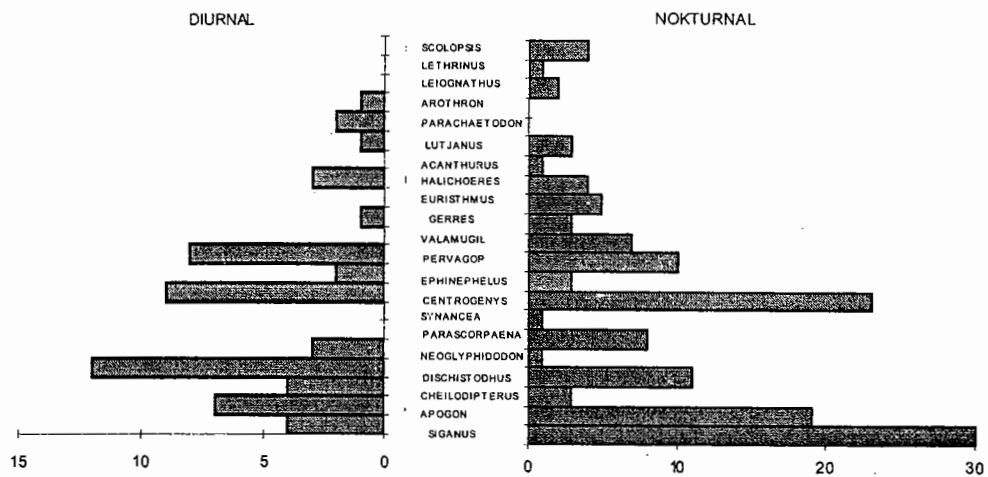 DIURNAL NOKTURNAL
SCOLOPSIS
LETHRINUS
LEIOGNATHUS
AROTHRON
PARACHAETODON
LUTJANUS
ACANTHURUS
HALICHOERES
EURISTHMUS
GERRES
VALAMUGIL
PERVAGOP
EPHINEPHELUS
CENTROGENYS
SYNANCEA
PARASCORPAENA
NEOGLYPHIDODON
DISCHISTODHUS
CHEILODIPTERUS
APOGON
SIGANUS
15 10 5 0 0 10 20 30